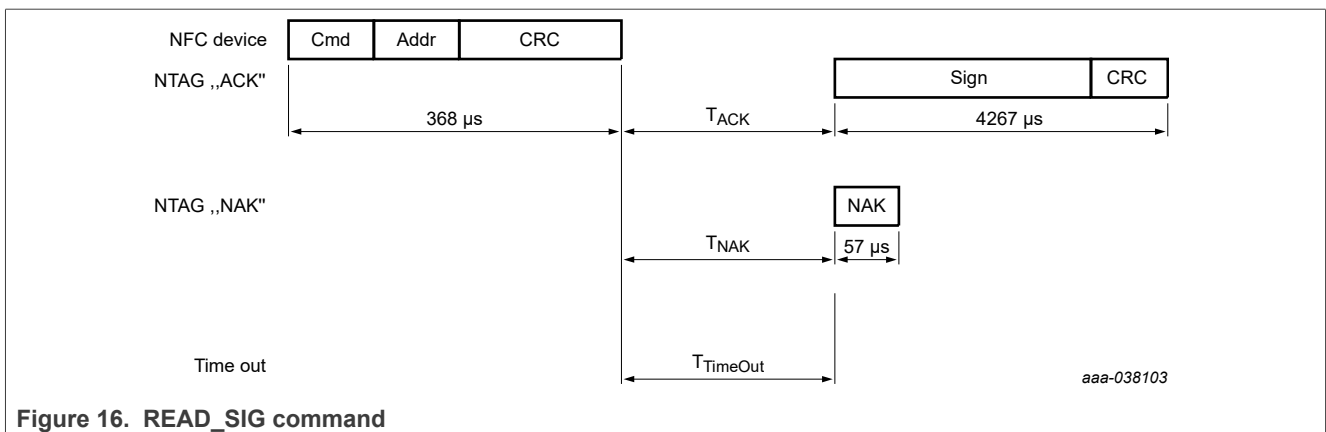 NFC device Cmd Addr CRC
NTAG ,,ACK" Sign CRC
368 µs TACK 4267 µs
NTAG ,,NAK" NAK
TNAK 57 µs
Time out TTimeOut aaa-038103
Figure 16. READ_SIG command